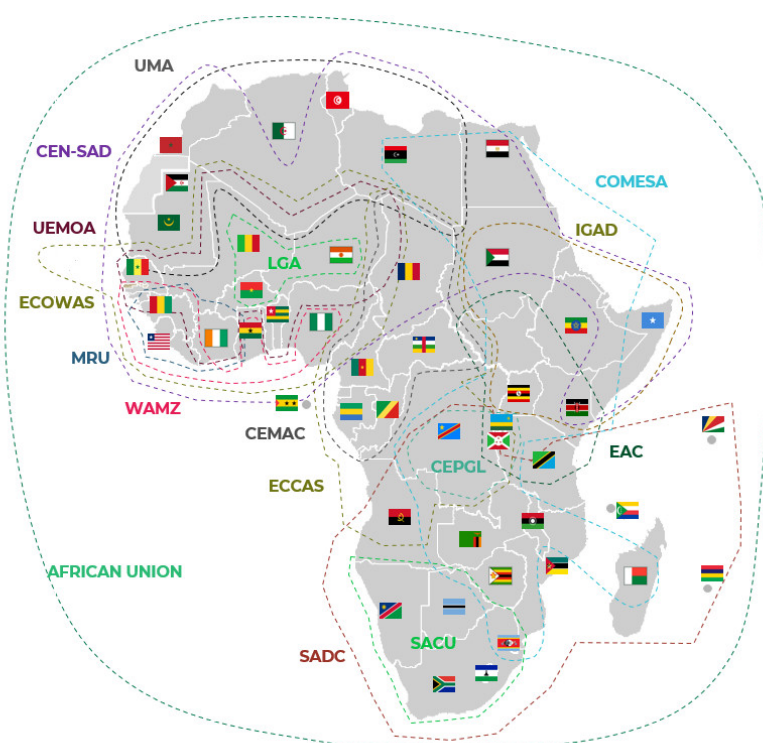 UMA
CEN-SAD
COMESA
UEMOA
IGAD
LGA
ECOWAS
MRU
WAMZ
CEMAC
EAC
CEPGL
ECCAS
AFRICAN UNION
SACU
SADC